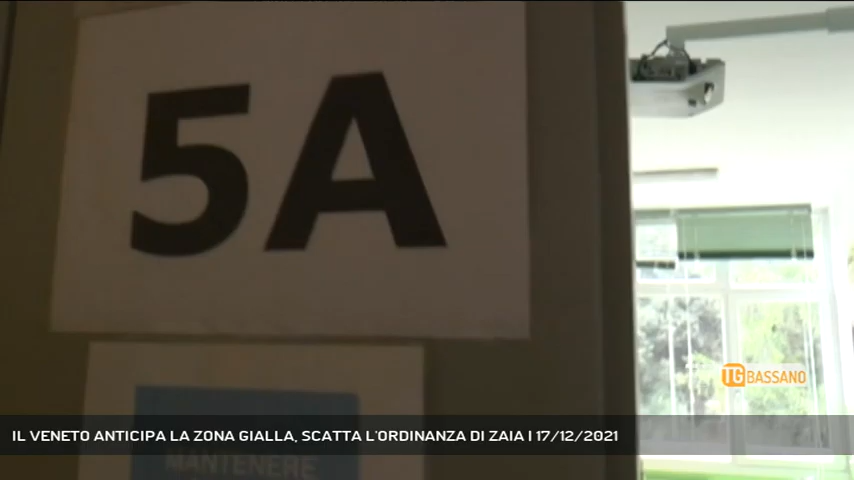 5A
MANTENERE
TG BASSANO
IL VENETO ANTICIPA LA ZONA GIALLA, SCATTA L'ORDINANZA DI ZAIA | 17/12/2021